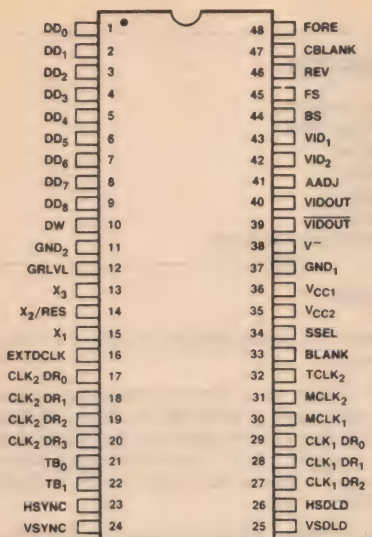 DD₀ 1 48 FORE
DD₁ 2 47 CBLANK
DD₂ 3 46 REV
DD₃ 4 45 FS
DD₄ 5 44 BS
DD₅ 6 43 VID₁
DD₆ 7 42 VID₂
DD₇ 8 41 AADJ
DD₈ 9 40 VIDOUT
DW 10 39 V̅I̅D̅O̅U̅T̅
GND₂ 11 38 V⁻
GRLVL 12 37 GND₁
X₃ 13 36 VCC1
X₂/RES 14 35 VCC2
X₁ 15 34 SSEL
EXTDCLK 16 33 BLANK
CLK₂ DR₀ 17 32 TCLK₂
CLK₂ DR₁ 18 31 MCLK₂
CLK₂ DR₂ 19 30 MCLK₁
CLK₂ DR₃ 20 29 CLK₁ DR₀
TB₀ 21 28 CLK₁ DR₁
TB₁ 22 27 CLK₁ DR₂
HSYNC 23 26 HSDLD
VSYNC 24 25 VSDLD